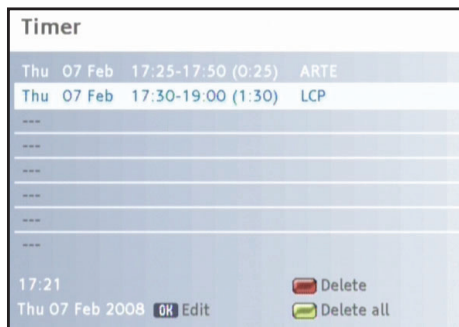 Timer
Thu 07 Feb 17:25-17:50 (0:25) ARTE
Thu 07 Feb 17:30-19:00 (1:30) LCP
---
---
---
---
---
---
17:21 Delete
Thu 07 Feb 2008 OK Edit Delete all